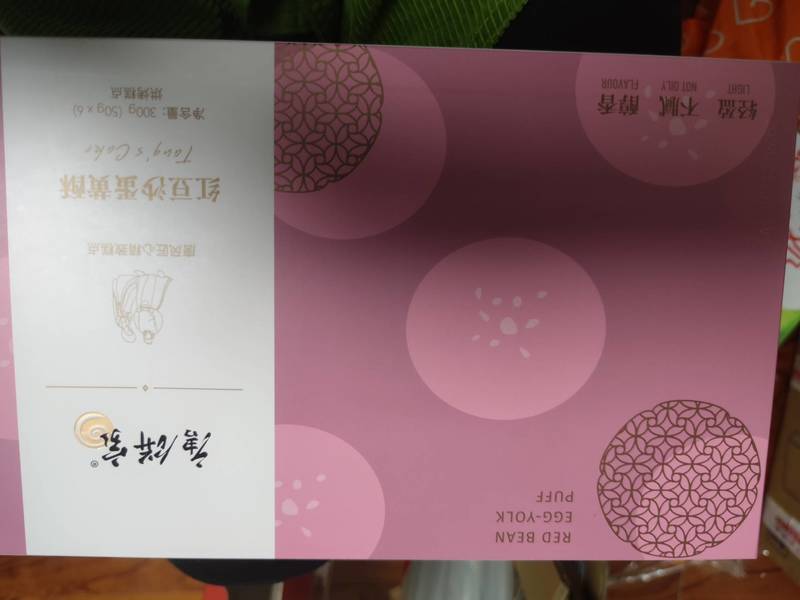 RED BEAN
EGG-YOLK
PUFF
轻盈 不腻 醇香
LIGHT NOT OILY FLAVOUR
唐饼家®
唐风匠心精致糕点
红豆沙蛋黄酥
Tang's Cake
净含量：300g (50g x 6)
烘烤糕点